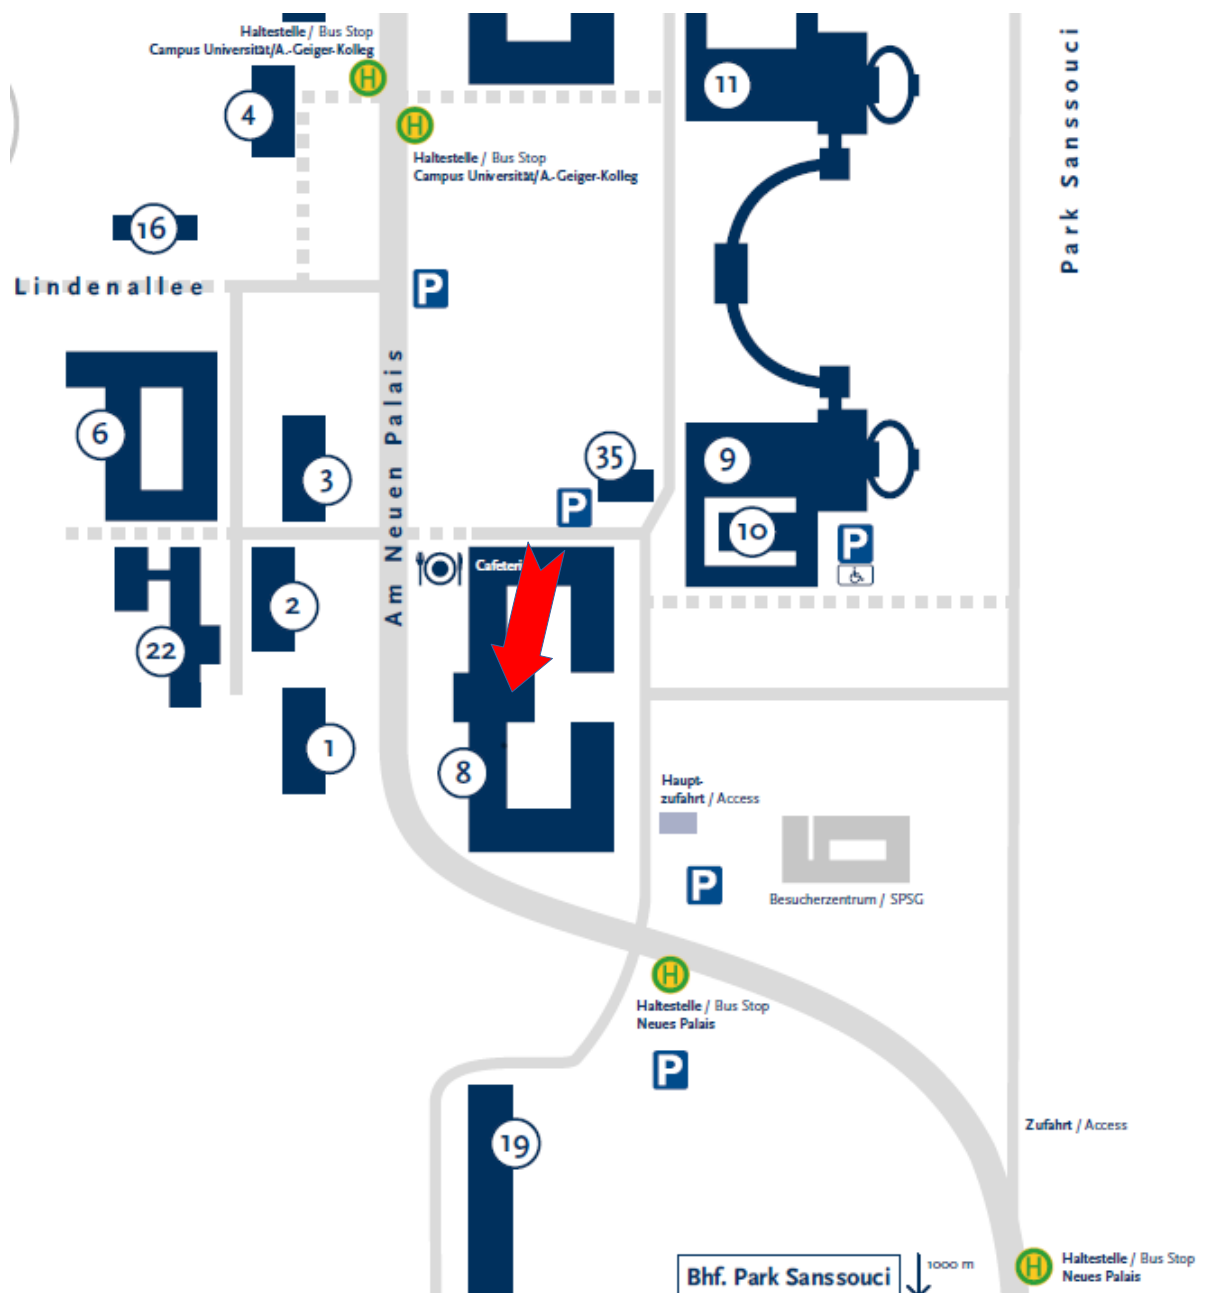 Haltestelle / Bus Stop
Campus Universität/A.-Geiger-Kolleg
H
4
H
Haltestelle / Bus Stop
Campus Universität/A.-Geiger-Kolleg
11
Park Sanssouci
16
Lindenallee
P
Am Neuen Palais
6
3
35
P
9
10
P
Cafeteri
2
22
1
8
Haupt-
zufahrt / Access
P
Besucherzentrum / SPSG
H
Haltestelle / Bus Stop
Neues Palais
P
19
Zufahrt / Access
Bhf. Park Sanssouci
1000 m
H
Haltestelle / Bus Stop
Neues Palais